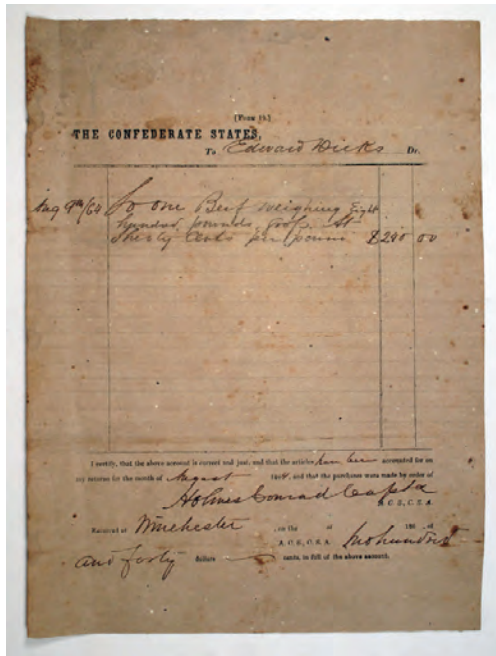 [Form 15.]
THE CONFEDERATE STATES,
To Edward Dicks Dr.
Aug 9th/64 To one Beef weighing Eight
hundred pounds, gross, At
Thirty Cents per pound $240 00
I certify, that the above account is correct and just; and that the articles have been accounted for on
my return for the month of August 1864, and that the purchases were made by order of
Holmes Conrad Capt &
A. C. S., C. S. A.
Received at Winchester , on the of 186 , of
A. C. S., C. S. A. Two hundred
and forty dollars cents, in full of the above account.